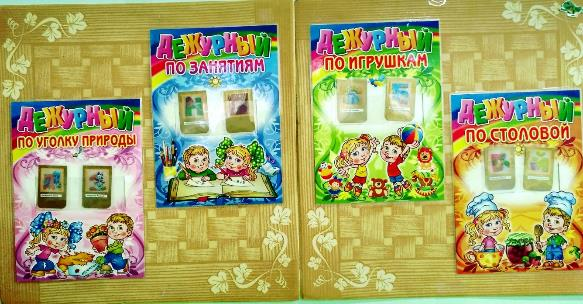 ДЕЖУРНЫЙ
ПО УГОЛКУ ПРИРОДЫ
ДЕЖУРНЫЙ
ПО ЗАНЯТИЯМ
ДЕЖУРНЫЙ
ПО ИГРУШКАМ
ДЕЖУРНЫЙ
ПО СТОЛОВОЙ